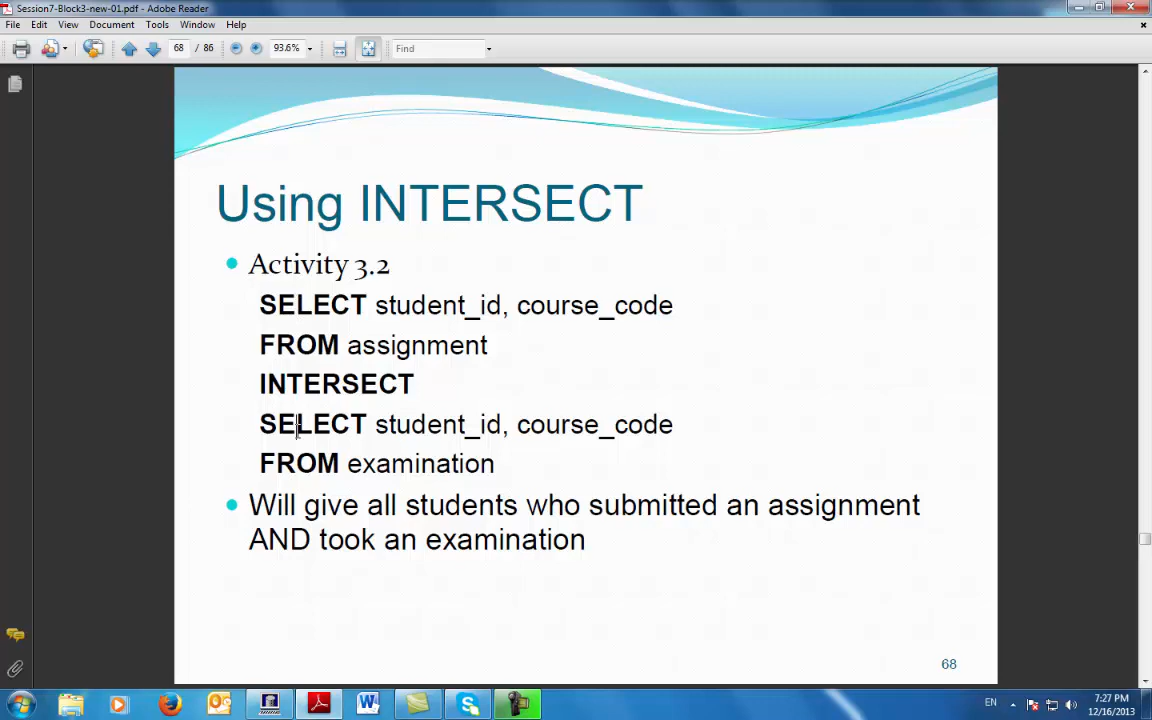 Session7-Block3-new-01.pdf - Adobe Reader
File Edit View Document Tools Window Help
68 / 86 93.6% Find
Using INTERSECT
Activity 3.2
SELECT student_id, course_code
FROM assignment
INTERSECT
SELECT student_id, course_code
FROM examination
Will give all students who submitted an assignment
AND took an examination
68
EN 7:27 PM
12/16/2013